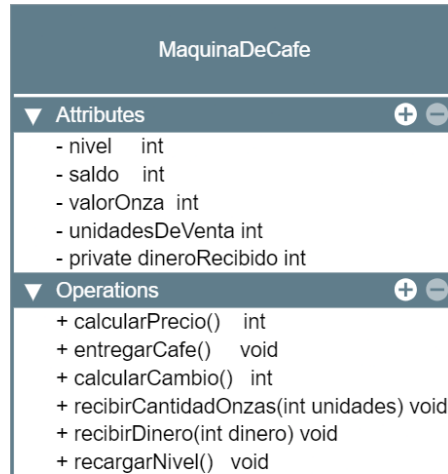 MaquinaDeCafe
▼ Attributes
- nivel int
- saldo int
- valorOnza int
- unidadesDeVenta int
- private dineroRecibido int
▼ Operations
+ calcularPrecio() int
+ entregarCafe() void
+ calcularCambio() int
+ recibirCantidadOnzas(int unidades) void
+ recibirDinero(int dinero) void
+ recargarNivel() void